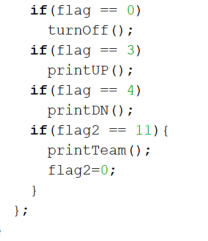 if(flag == 0)
turnOff();
if(flag == 3)
printUP();
if(flag == 4)
printDN();
if(flag2 == 11){
printTeam();
flag2=0;
}
};